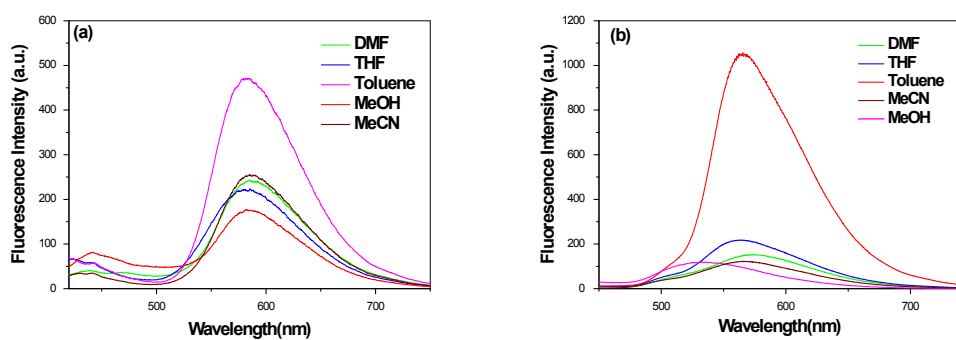 (a)
DMF
THF
Toluene
MeOH
MeCN
600
500
400
300
200
100
0
500
600
700
Wavelength(nm)
Fluorescence Intensity (a.u.)
(b)
DMF
THF
Toluene
MeCN
MeOH
1200
1000
800
600
400
200
0
500
600
700
Wavelength(nm)
Fluorescence Intensity (a.u.)